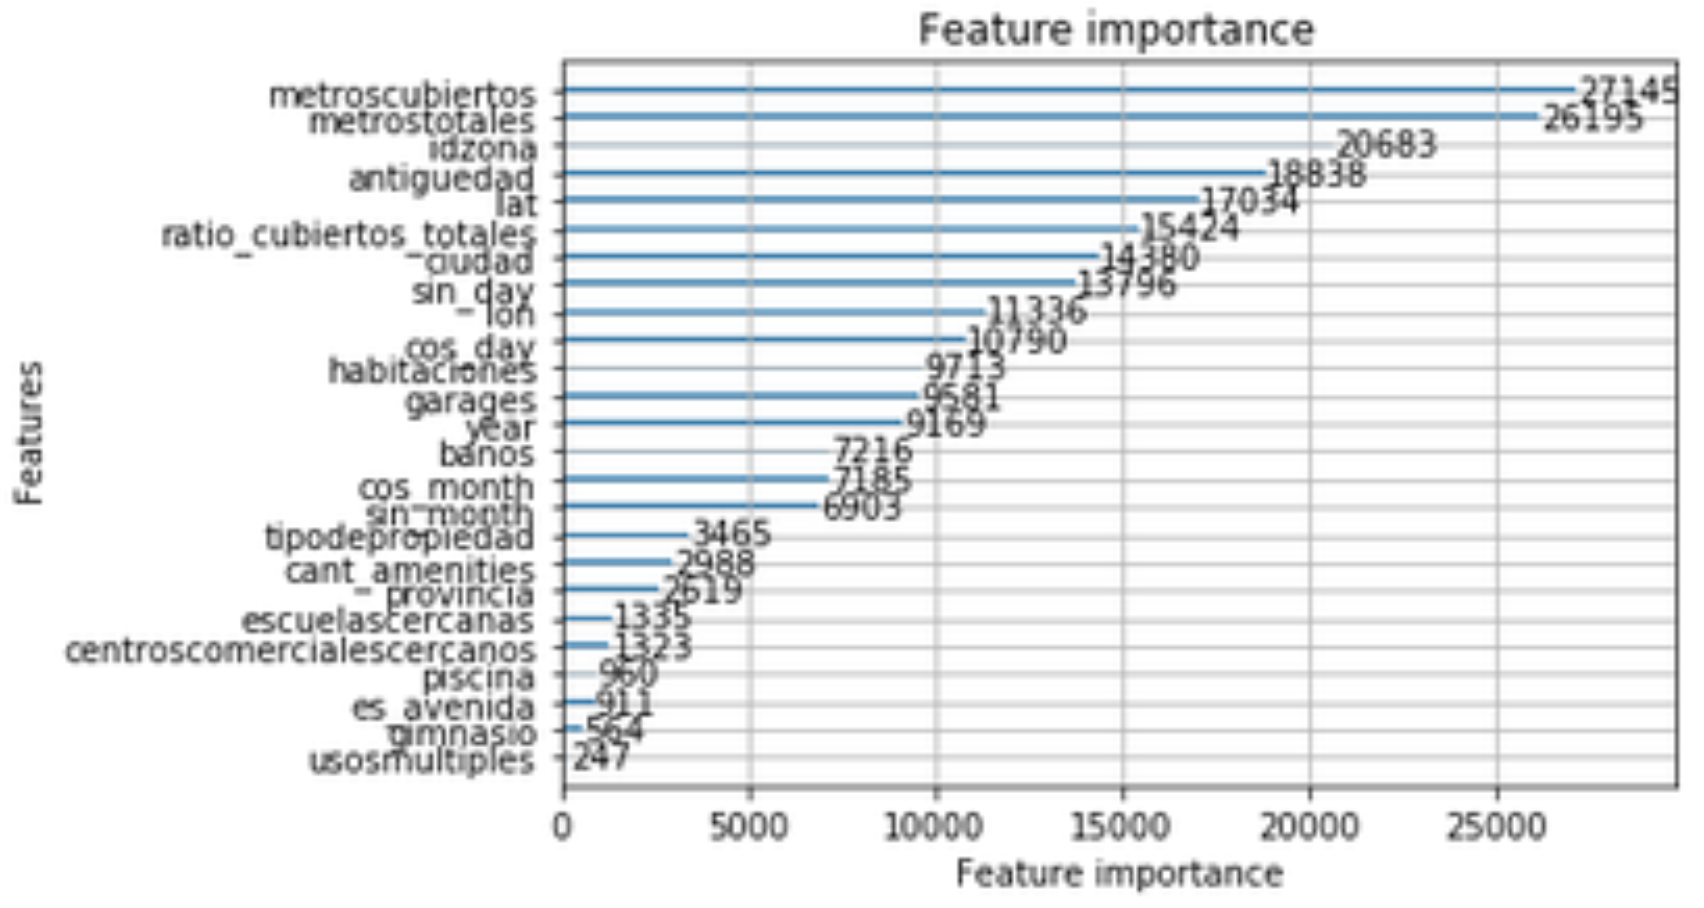 Feature importance
metroscubiertos 27145
metrostotales 26195
idzona 20683
antiguedad 18838
lat 17034
ratio_cubiertos_totales 15424
ciudad 14380
sin_day 13796
lon 11336
cos_day 10790
habitaciones 9713
garages 9581
year 9169
banos 7216
cos_month 7185
sin_month 6903
tipodepropiedad 3465
cant_amenities 2988
provincia 2619
escuelascercanas 1335
centroscomercialescercanos 1323
piscina 960
es_avenida 911
gimnasio 564
usosmultiples 247
Features
0 5000 10000 15000 20000 25000
Feature importance